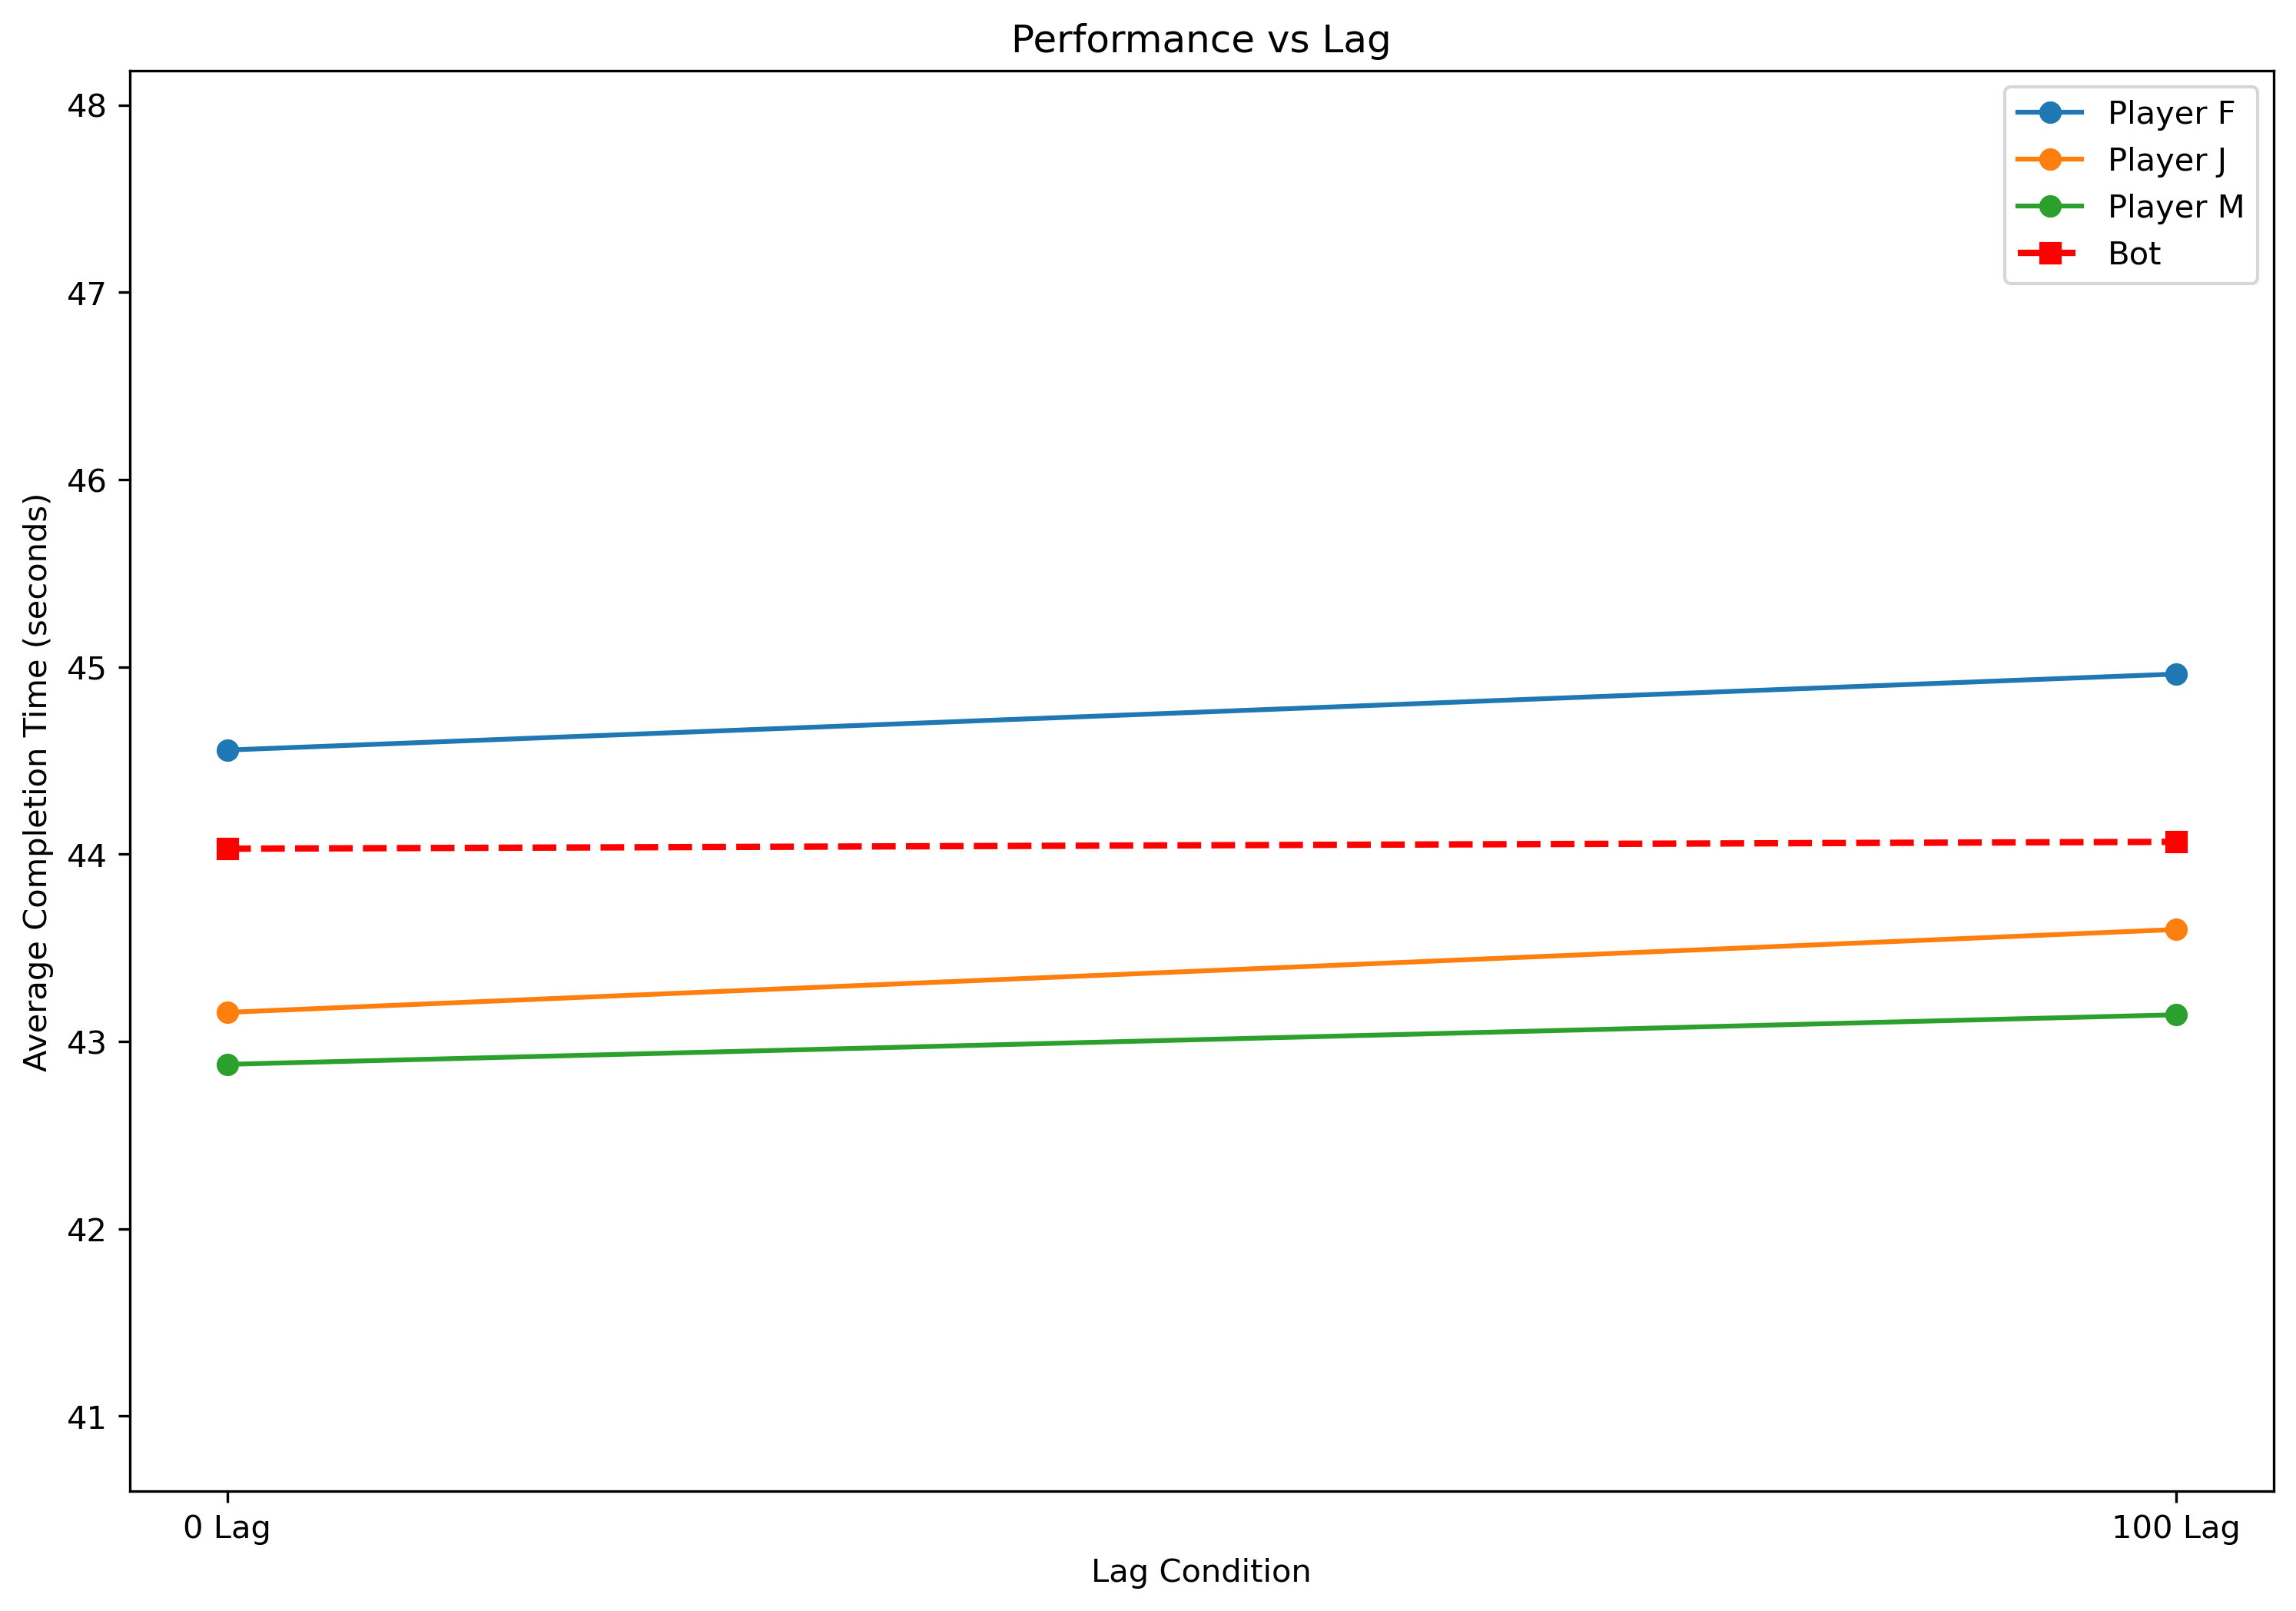 Performance vs Lag
48
47
46
45
44
43
42
41
Average Completion Time (seconds)
Player F
Player J
Player M
Bot
0 Lag
100 Lag
Lag Condition